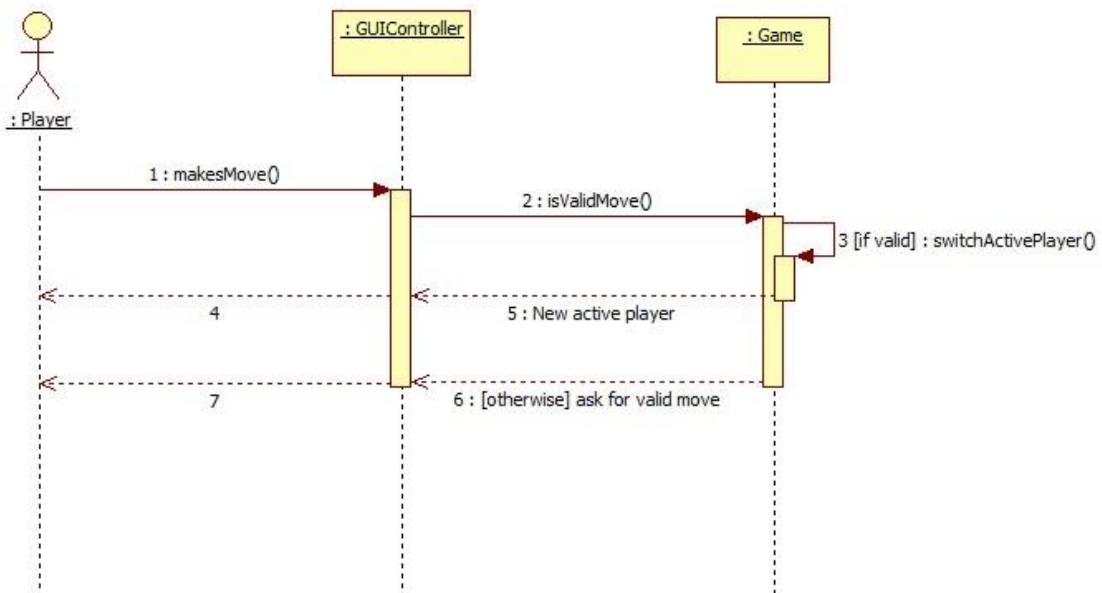 : GUIController
: Game
: Player
1 : makesMove()
2 : isValidMove()
3 [if valid] : switchActivePlayer()
4
5 : New active player
7
6 : [otherwise] ask for valid move